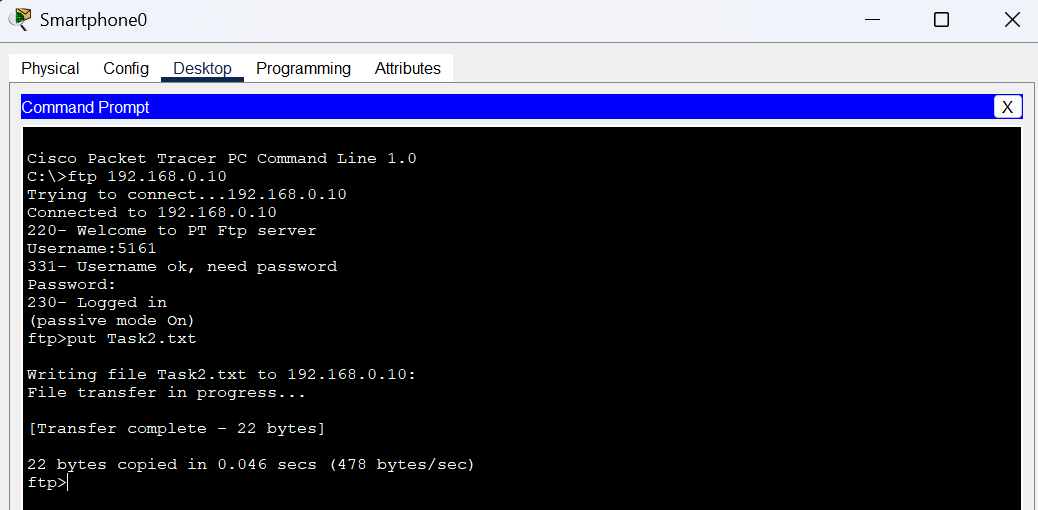 Smartphone0
Physical Config Desktop Programming Attributes
Command Prompt
X
Cisco Packet Tracer PC Command Line 1.0
C:\>ftp 192.168.0.10
Trying to connect...192.168.0.10
Connected to 192.168.0.10
220- Welcome to PT Ftp server
Username:5161
331- Username ok, need password
Password:
230- Logged in
(passive mode On)
ftp>put Task2.txt
Writing file Task2.txt to 192.168.0.10:
File transfer in progress...
[Transfer complete - 22 bytes]
22 bytes copied in 0.046 secs (478 bytes/sec)
ftp>